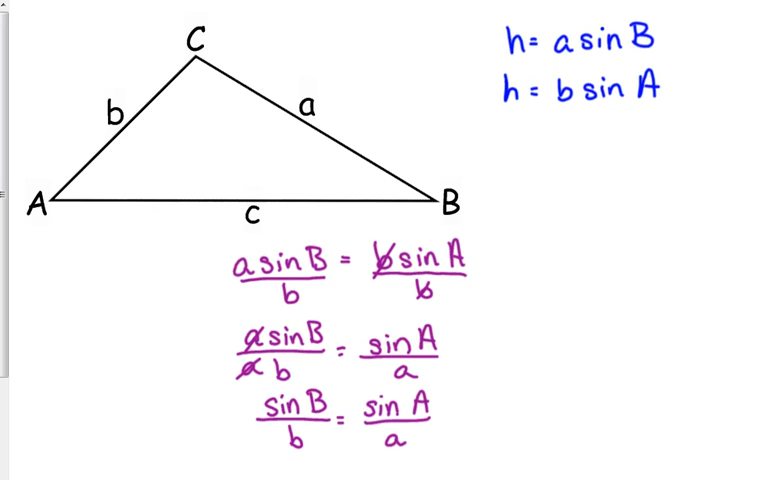 C
h= a sin B
h = b sin A
b
a
A
B
c
a sin B / b = b sin A / b
a sin B / a b = sin A / a
sin B / b = sin A / a